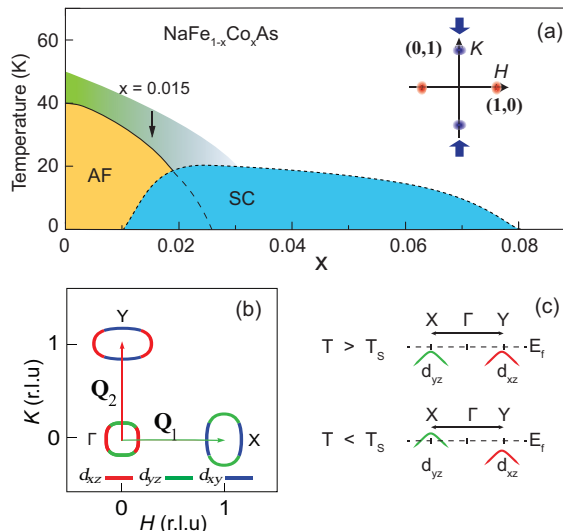 NaFe1-xCoxAs
(a)
Temperature (K)
60
40
20
0
x = 0.015
AF
SC
(0,1)
K
H
(1,0)
0
0.02
0.04
0.06
0.08
X
(b)
Y
K (r.l.u)
1
0
Q2
Q1
Γ
X
dxz
dyz
dxy
0
1
H (r.l.u)
(c)
X Γ Y
T > TS
Ef
dyz
dxz
X Γ Y
T < TS
Ef
dyz
dxz